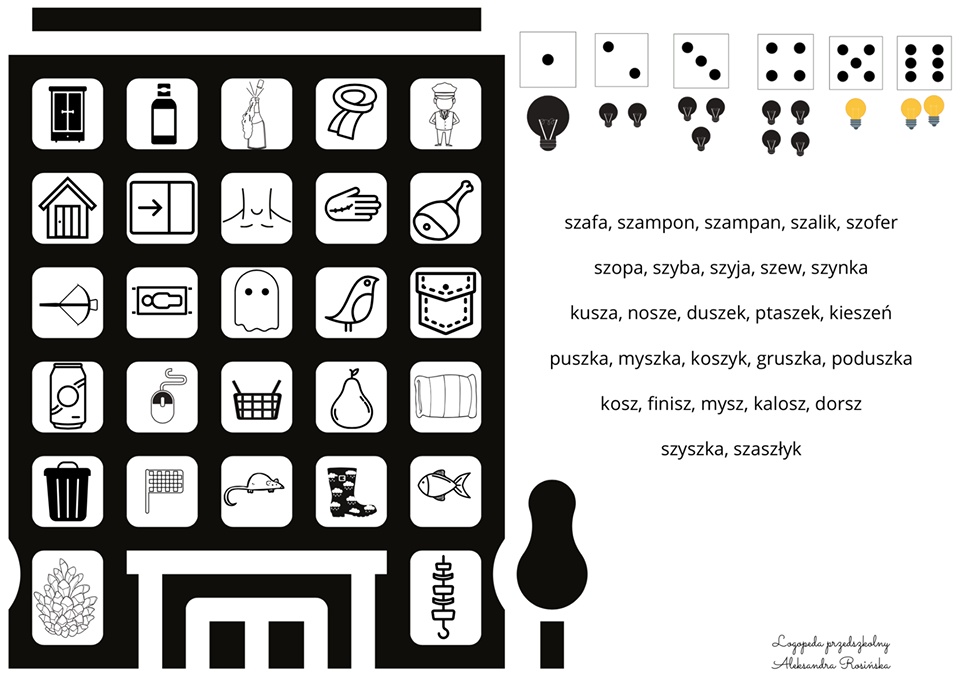 szafa, szampon, szampan, szalik, szofer
szopa, szyba, szyja, szew, szynka
kusza, nosze, duszek, ptaszek, kieszeń
puszka, myszka, koszyk, gruszka, poduszka
kosz, finisz, mysz, kalosz, dorsz
szyszka, szaszłyk
Logopeda przedszkolny
Aleksandra Rosińska